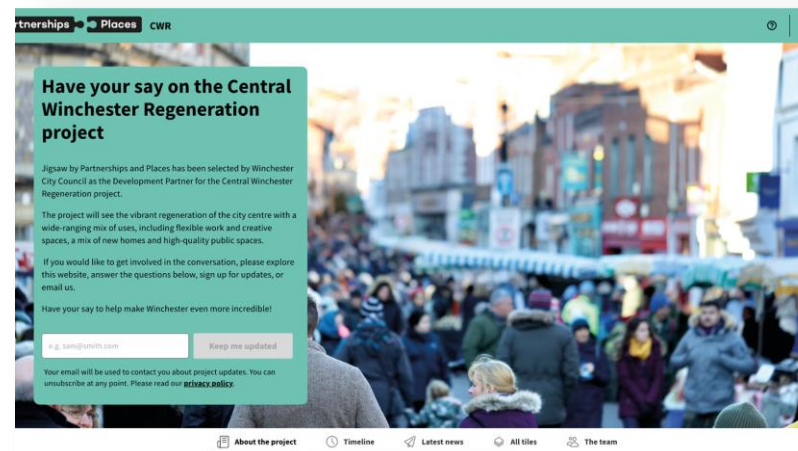 rtnerships Places CWR
Have your say on the Central
Winchester Regeneration
project
Jigsaw by Partnerships and Places has been selected by Winchester
City Council as the Development Partner for the Central Winchester
Regeneration project.
The project will see the vibrant regeneration of the city centre with a
wide-ranging mix of uses, including flexible work and creative
spaces, a mix of new homes and high-quality public spaces.
If you would like to get involved in the conversation, please explore
this website, answer the questions below, sign up for updates, or
email us.
Have your say to help make Winchester even more incredible!
e.g. sam@smith.com
Keep me updated
Your email will be used to contact you about project updates. You can
unsubscribe at any point. Please read our privacy policy.
About the project
Timeline
Latest news
All tiles
The team